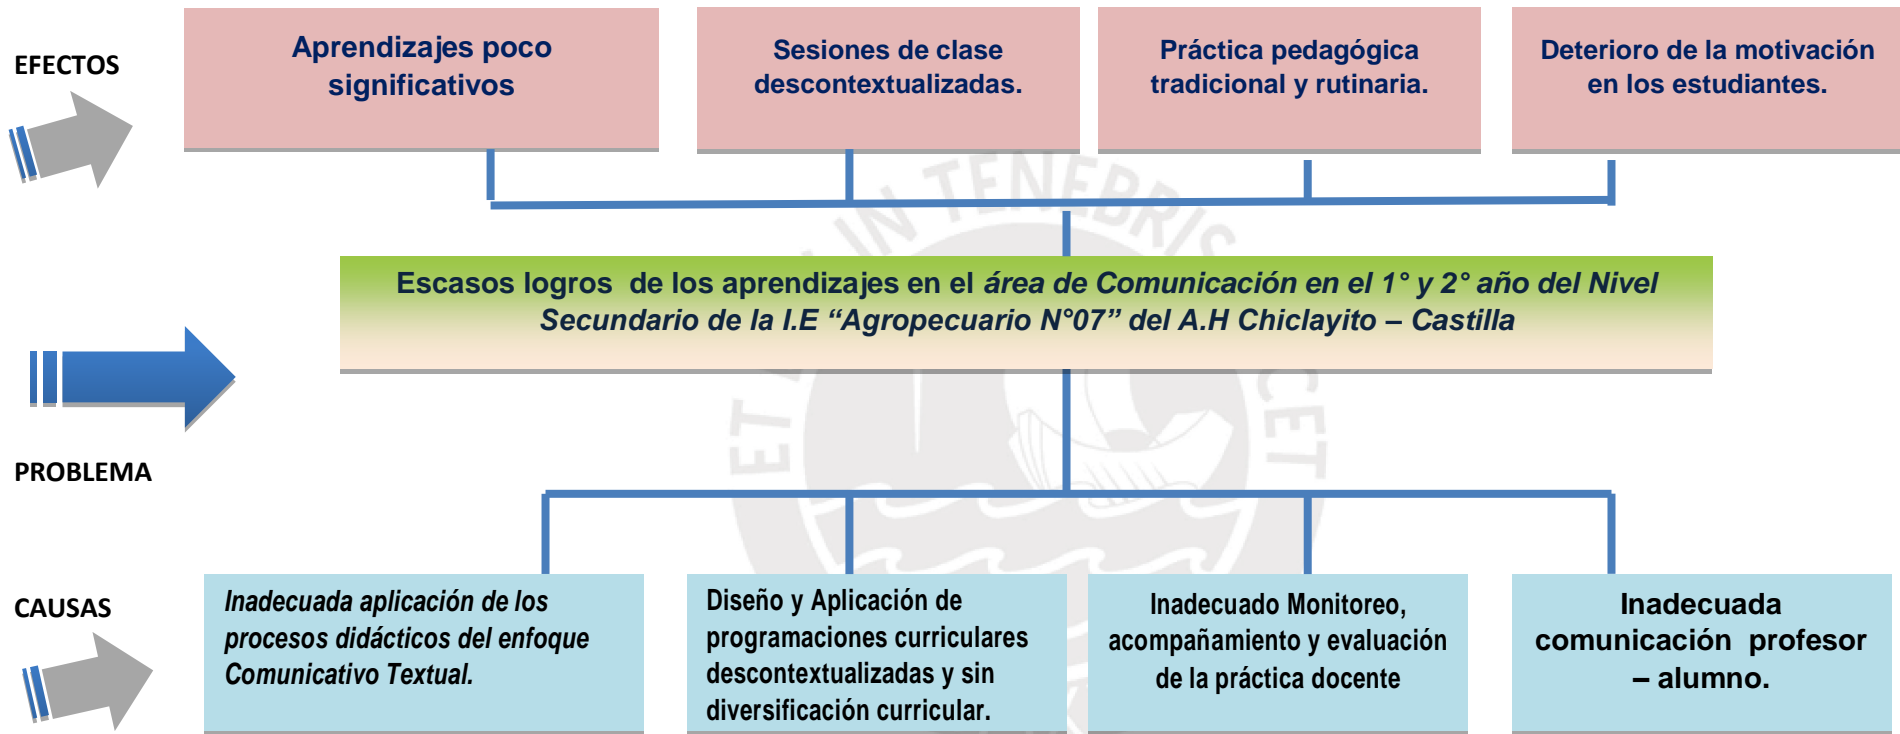 EFECTOS
Aprendizajes poco
significativos
Sesiones de clase
descontextualizadas.
Práctica pedagógica
tradicional y rutinaria.
Deterioro de la motivación
en los estudiantes.
Escasos logros  de los aprendizajes en el área de Comunicación en el 1° y 2° año del Nivel
Secundario de la I.E “Agropecuario N°07” del A.H Chiclayito – Castilla
PROBLEMA
CAUSAS
Inadecuada aplicación de los
procesos didácticos del enfoque
Comunicativo Textual.
Diseño y Aplicación de
programaciones curriculares
descontextualizadas y sin
diversificación curricular.
Inadecuado Monitoreo,
acompañamiento y evaluación
de la práctica docente
Inadecuada
comunicación  profesor
– alumno.
IN TENEBRIS
ET
CET